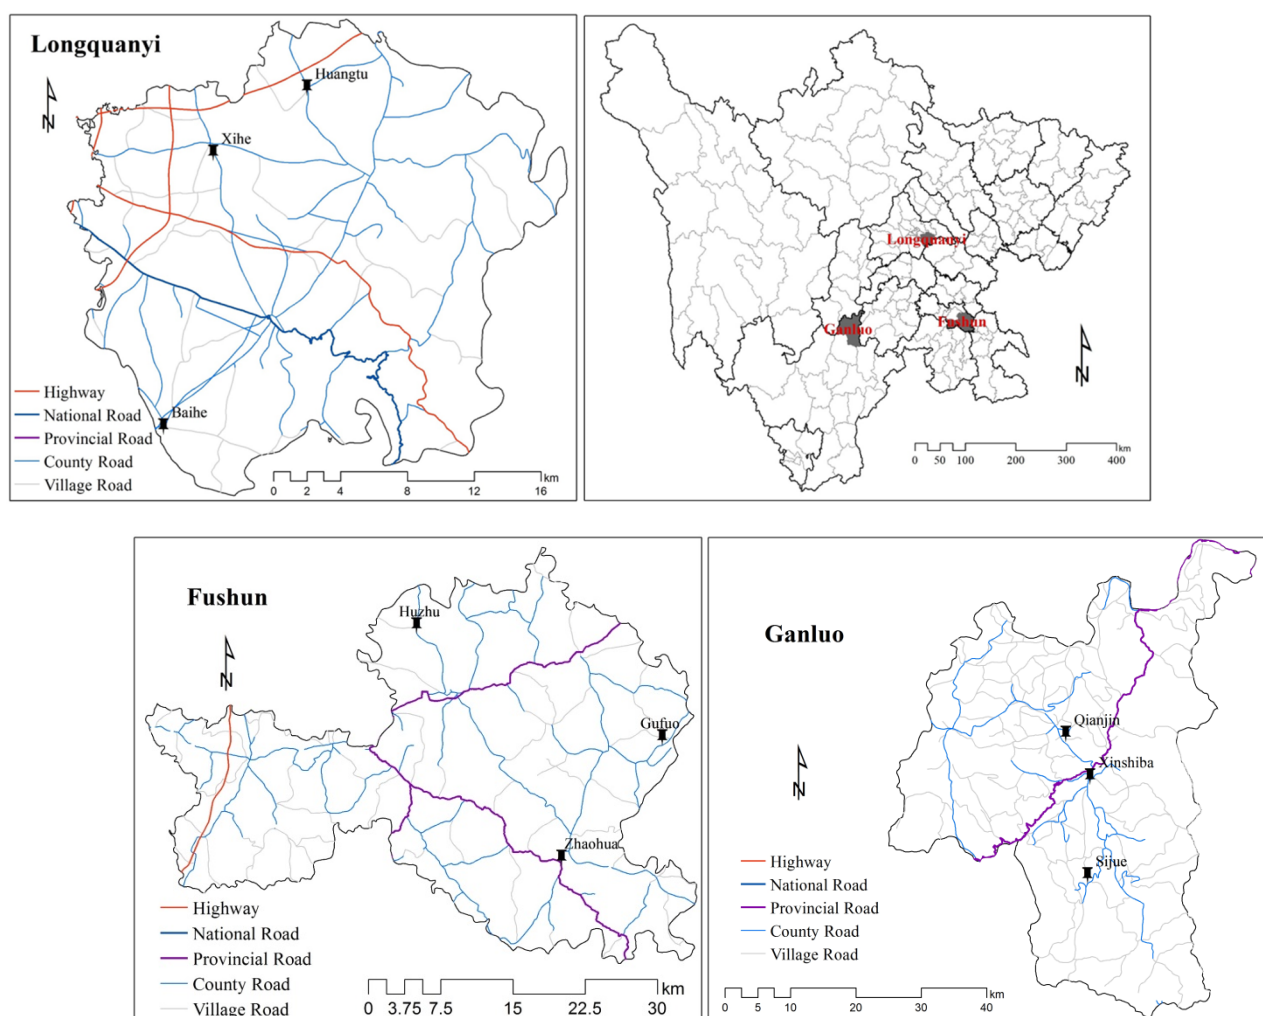 Longquanyi
N
Huangtu
Xihe
Baihe
Highway
National Road
Provincial Road
County Road
Village Road
0 2 4 8 12 16 km
Longquanyi
Ganluo
Fushun
N
0 50 100 200 300 400 km
Fushun
N
Huzhu
Gufuo
Zhaohua
Highway
National Road
Provincial Road
County Road
Village Road
0 3.75 7.5 15 22.5 30 km
Ganluo
N
Qianjin
Xinshiba
Sijue
Highway
National Road
Provincial Road
County Road
Village Road
0 5 10 20 30 40 km